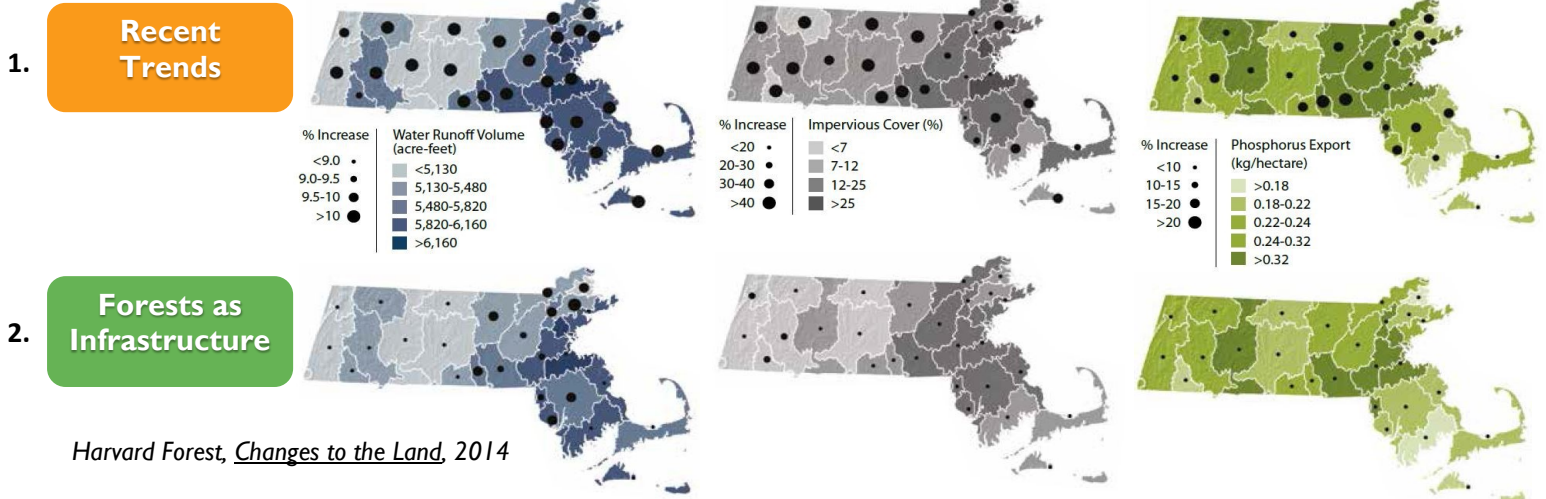 1.
Recent
Trends
% Increase
<9.0
9.0-9.5
9.5-10
>10
Water Runoff Volume
(acre-feet)
<5,130
5,130-5,480
5,480-5,820
5,820-6,160
>6,160
% Increase
<20
20-30
30-40
>40
Impervious Cover (%)
<7
7-12
12-25
>25
% Increase
<10
10-15
15-20
>20
Phosphorus Export
(kg/hectare)
>0.18
0.18-0.22
0.22-0.24
0.24-0.32
>0.32
2.
Forests as
Infrastructure
Harvard Forest, Changes to the Land, 2014